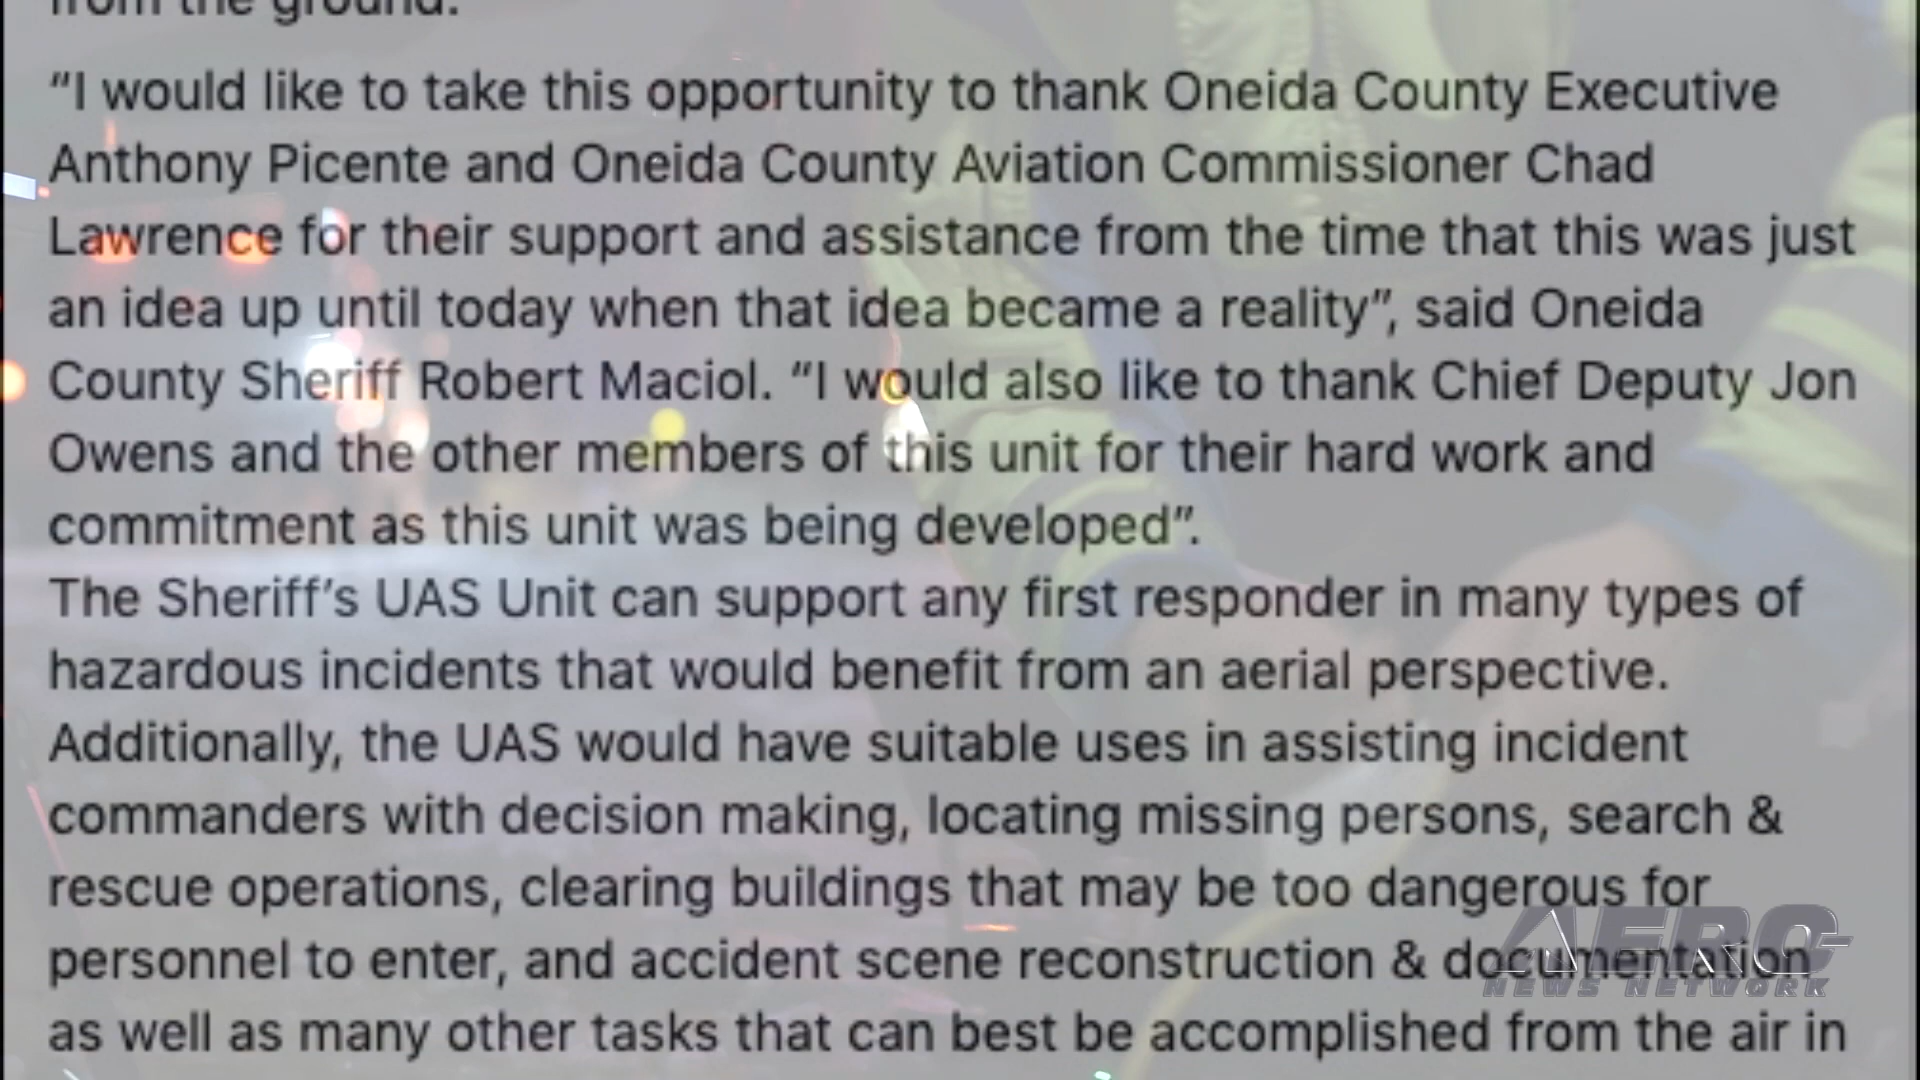 from the ground.
“I would like to take this opportunity to thank Oneida County Executive
Anthony Picente and Oneida County Aviation Commissioner Chad
Lawrence for their support and assistance from the time that this was just
an idea up until today when that idea became a reality”, said Oneida
County Sheriff Robert Maciol. “I would also like to thank Chief Deputy Jon
Owens and the other members of this unit for their hard work and
commitment as this unit was being developed”.
The Sheriff’s UAS Unit can support any first responder in many types of
hazardous incidents that would benefit from an aerial perspective.
Additionally, the UAS would have suitable uses in assisting incident
commanders with decision making, locating missing persons, search &
rescue operations, clearing buildings that may be too dangerous for
personnel to enter, and accident scene reconstruction & documentation
as well as many other tasks that can best be accomplished from the air in
AERO-
NEWS NETWORK